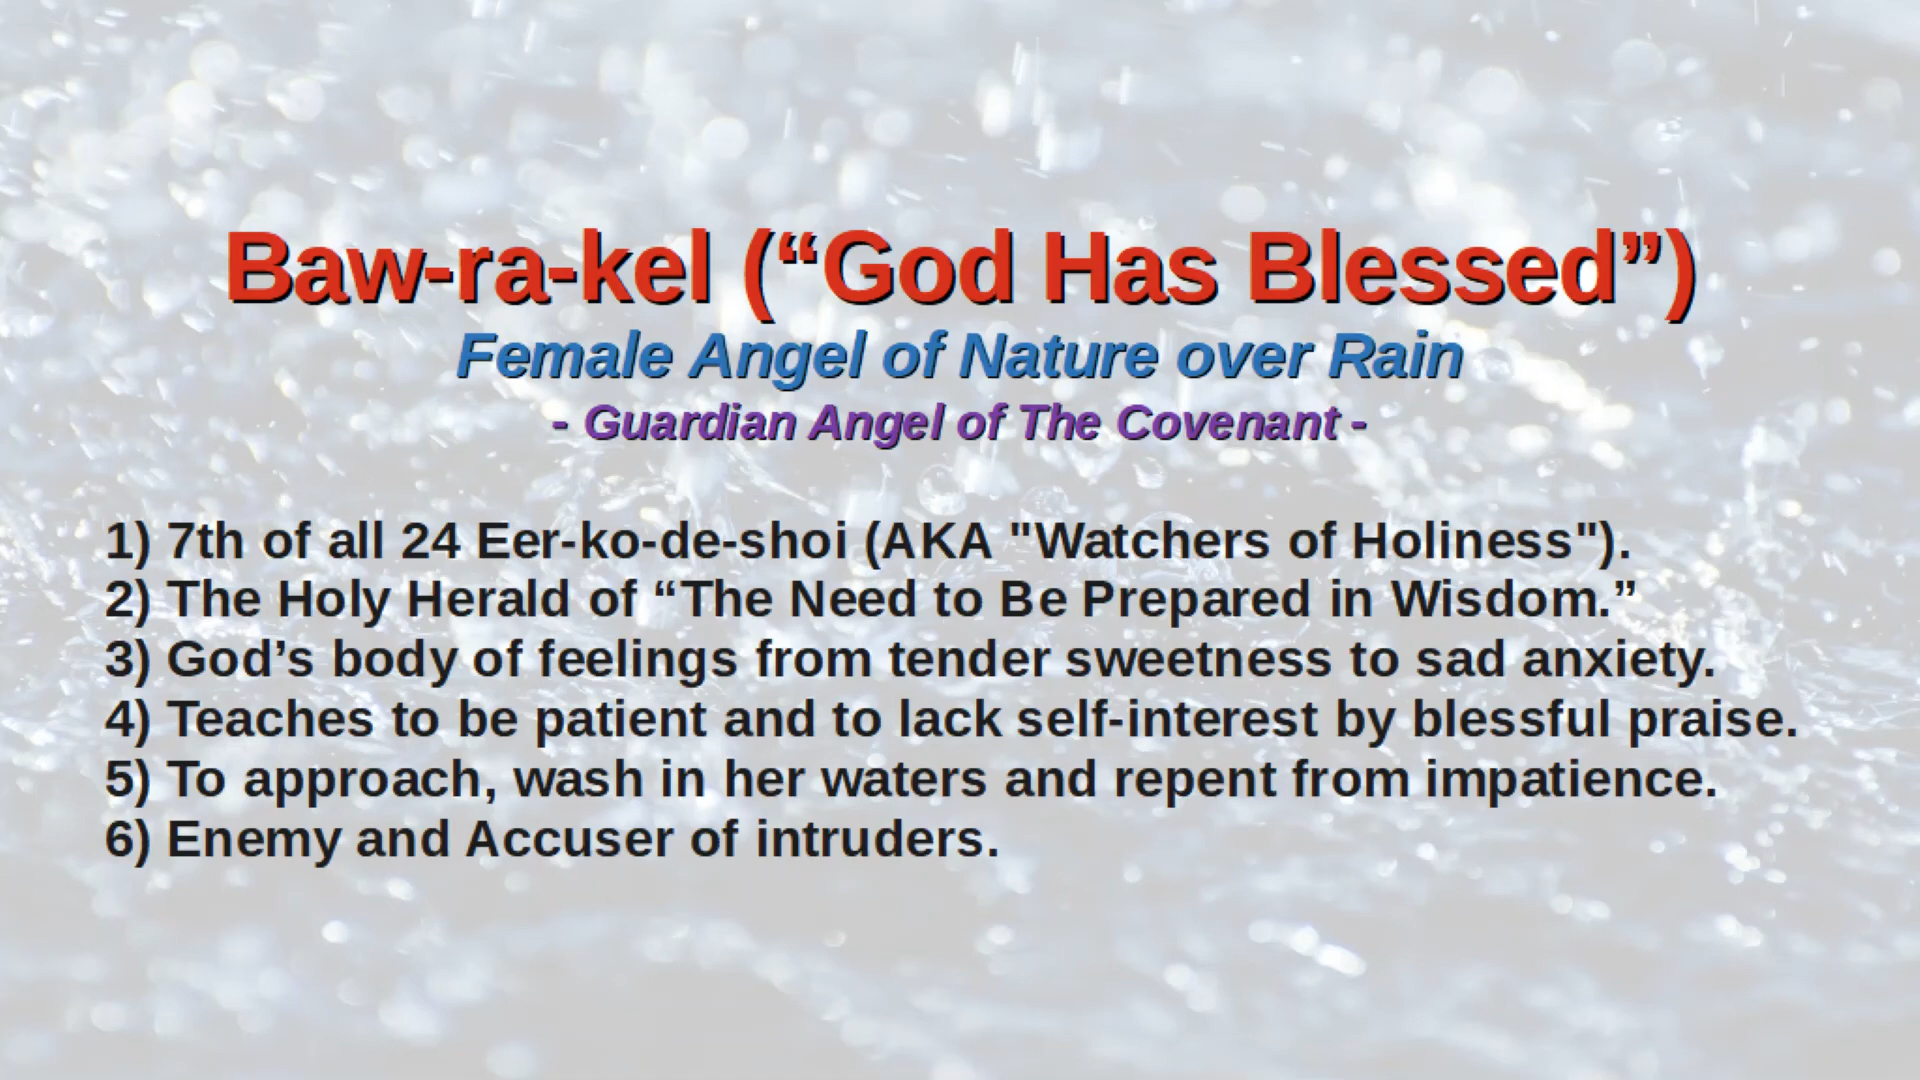 Baw-ra-kel (“God Has Blessed”)
Female Angel of Nature over Rain
- Guardian Angel of The Covenant -
1) 7th of all 24 Eer-ko-de-shoi (AKA "Watchers of Holiness").
2) The Holy Herald of “The Need to Be Prepared in Wisdom.”
3) God’s body of feelings from tender sweetness to sad anxiety.
4) Teaches to be patient and to lack self-interest by blessful praise.
5) To approach, wash in her waters and repent from impatience.
6) Enemy and Accuser of intruders.